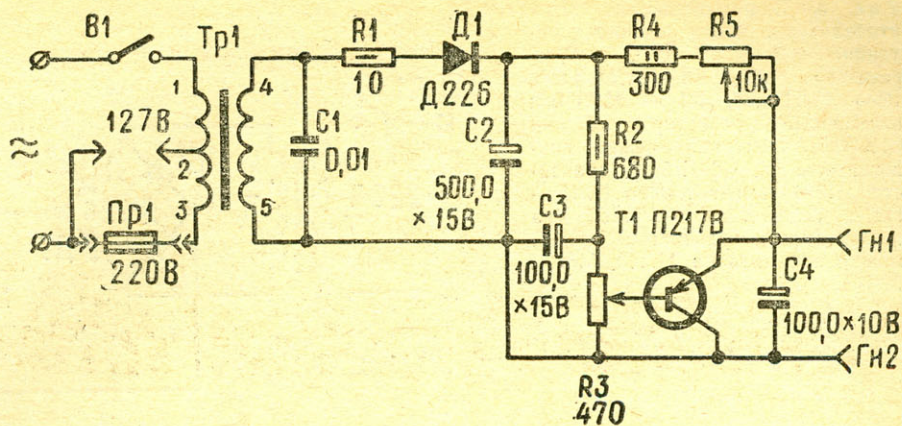 В1
Тр1
R1
10
Д1
Д226
R4
300
R5
10к
1
4
127В
2
С1
0,01
С2
500,0
×15В
R2
680
≈
Пр1
3
5
220В
С3
100,0
×15В
Т1 П217В
Гн1
С4
100,0×10В
Гн2
R3
470